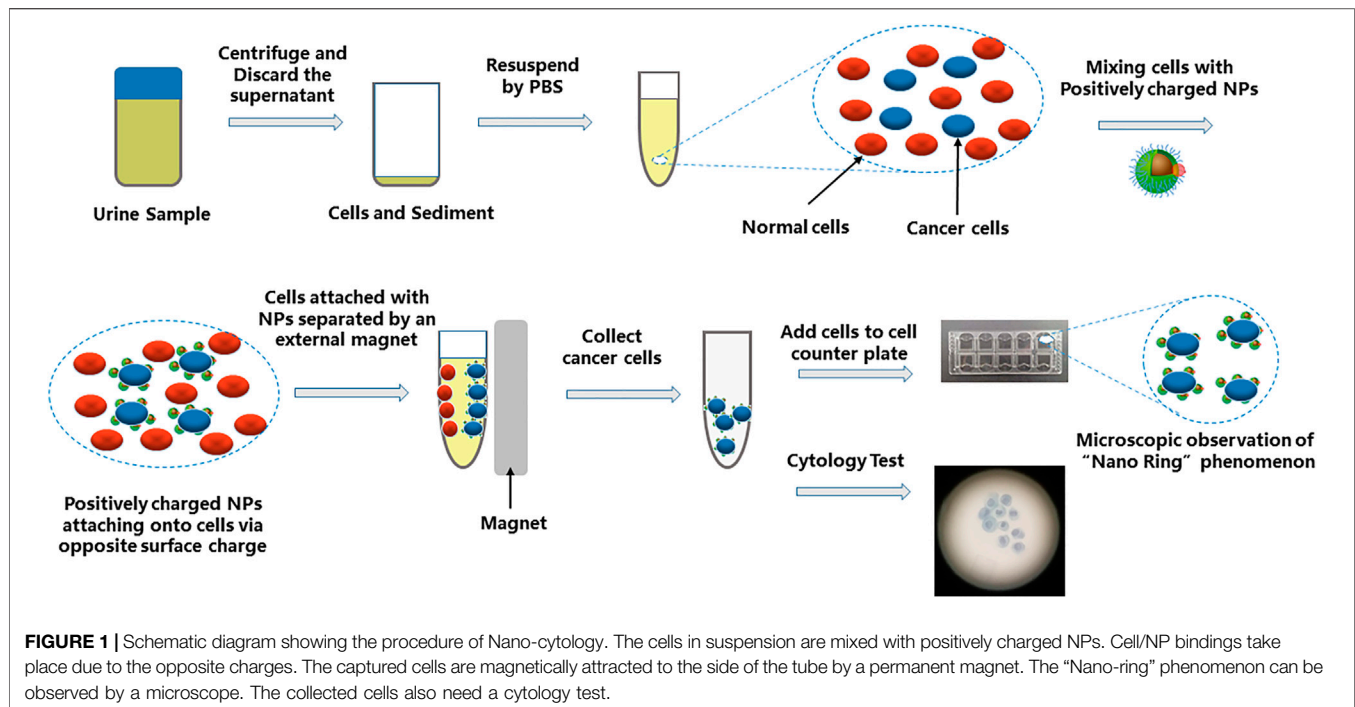 Centrifuge and
Discard the
supernatant
Resuspend
by PBS
Mixing cells with
Positively charged NPs
Urine Sample
Cells and Sediment
Normal cells
Cancer cells
Cells attached with
NPs separated by an
external magnet
Collect
cancer cells
Add cells to cell
counter plate
Microscopic observation of
“Nano Ring” phenomenon
Cytology Test
Positively charged NPs
attaching onto cells via
opposite surface charge
Magnet
FIGURE 1 | Schematic diagram showing the procedure of Nano-cytology. The cells in suspension are mixed with positively charged NPs. Cell/NP bindings take
place due to the opposite charges. The captured cells are magnetically attracted to the side of the tube by a permanent magnet. The “Nano-ring” phenomenon can be
observed by a microscope. The collected cells also need a cytology test.